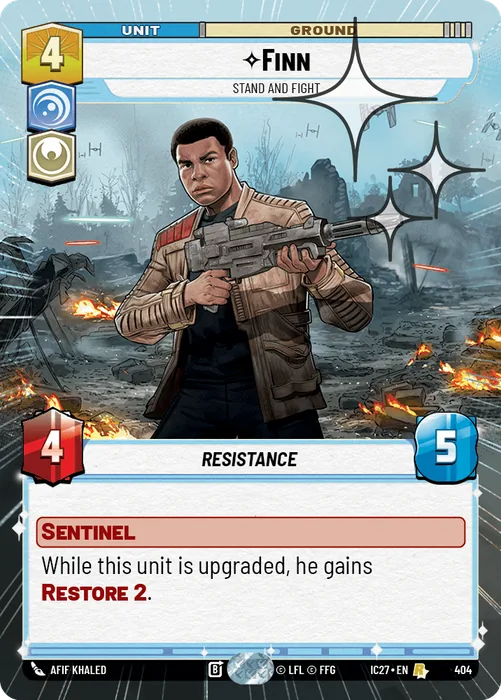 UNIT
GROUND
4
✧FINN
STAND AND FIGHT
4
RESISTANCE
5
SENTINEL
While this unit is upgraded, he gains
RESTORE 2.
AFIF KHALED
B
© LFL © FFG
IC27•EN
R
404